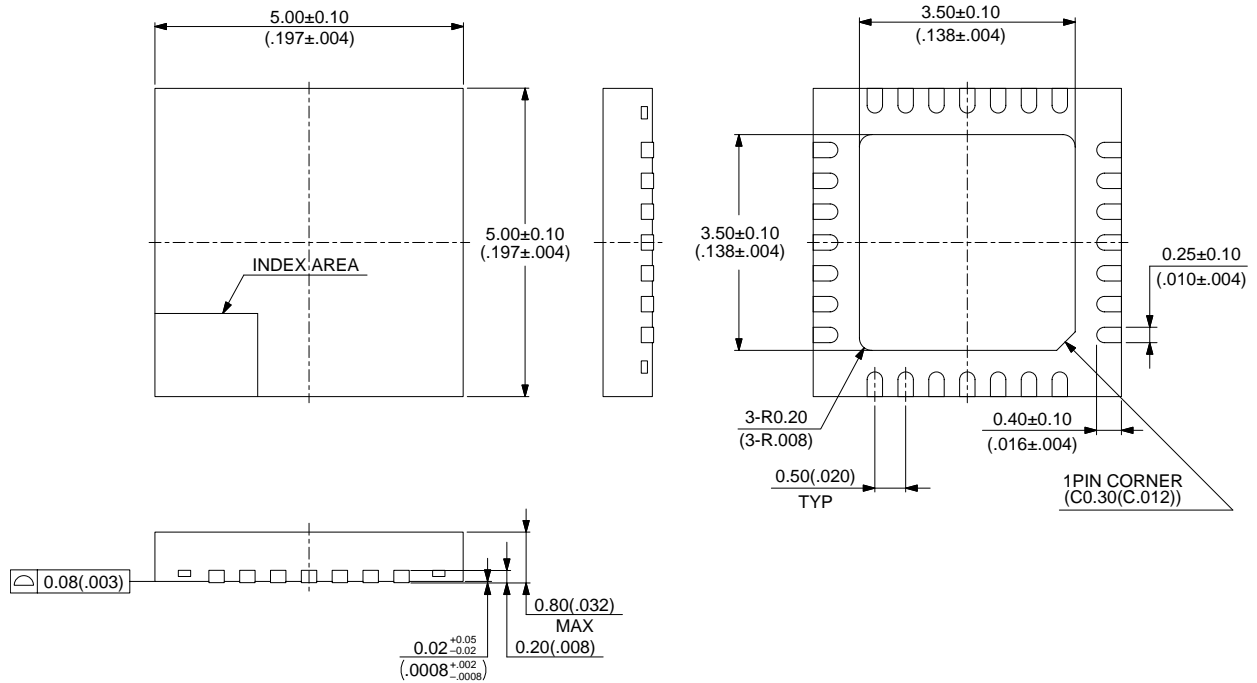 5.00±0.10
(.197±.004)
3.50±0.10
(.138±.004)
5.00±0.10
(.197±.004)
3.50±0.10
(.138±.004)
INDEX AREA
0.25±0.10
(.010±.004)
3-R0.20
(3-R.008)
0.40±0.10
(.016±.004)
0.50(.020)
TYP
1PIN CORNER
(C0.30(C.012))
0.08(.003)
0.80(.032)
MAX
0.02 +0.05 −0.02
(.0008 +.002 −.0008)
0.20(.008)